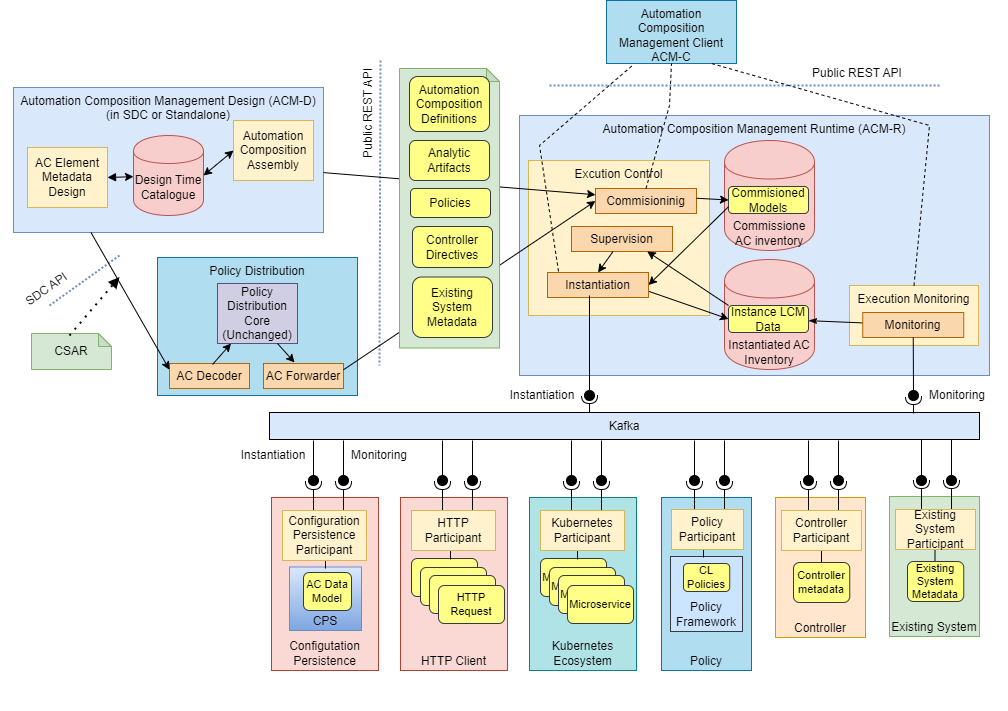 Automation
Composition
Management Client
ACM-C
Public REST API
Public REST API
Automation Composition Management Design (ACM-D)
(in SDC or Standalone)
AC Element
Metadata
Design
Design Time
Catalogue
Automation
Composition
Assembly
Automation
Composition
Definitions
Analytic
Artifacts
Policies
Controller
Directives
Existing
System
Metadata
Automation Composition Management Runtime (ACM-R)
Excution Control
Commisioninig
Supervision
Instantiation
Commisioned
Models
Commissione
AC inventory
Instance LCM
Data
Instantiated AC
Inventory
Execution Monitoring
Monitoring
SDC API
CSAR
Policy Distribution
Policy
Distribution
Core
(Unchanged)
AC Decoder
AC Forwarder
Instantiation
Monitoring
Kafka
Instantiation
Monitoring
Configuration
Persistence
Participant
AC Data
Model
CPS
Configutation
Persistence
HTTP
Participant
HTTP
Request
HTTP Client
Kubernetes
Participant
M
M
M
Microservice
Kubernetes
Ecosystem
Policy
Participant
CL
Policies
Policy
Framework
Policy
Controller
Participant
Controller
metadata
Controller
Existing
System
Participant
Existing
System
Metadata
Existing System